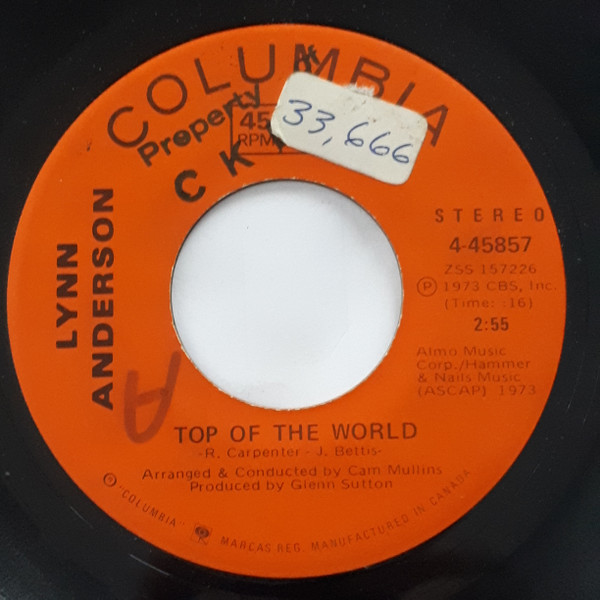 COLUMBIA
Property of
C K
45
RPM
33,666
LYNN
ANDERSON
STEREO
4-45857
ZSS 157226
Ⓟ 1973 CBS, Inc.
(Time: :16)
2:55
Almo Music
Corp./Hammer
& Nails Music
(ASCAP) 1973
A
TOP OF THE WORLD
-R. Carpenter - J. Bettis-
Arranged & Conducted by Cam Mullins
Produced by Glenn Sutton
® "COLUMBIA" MARCAS REG. MANUFACTURED IN CANADA